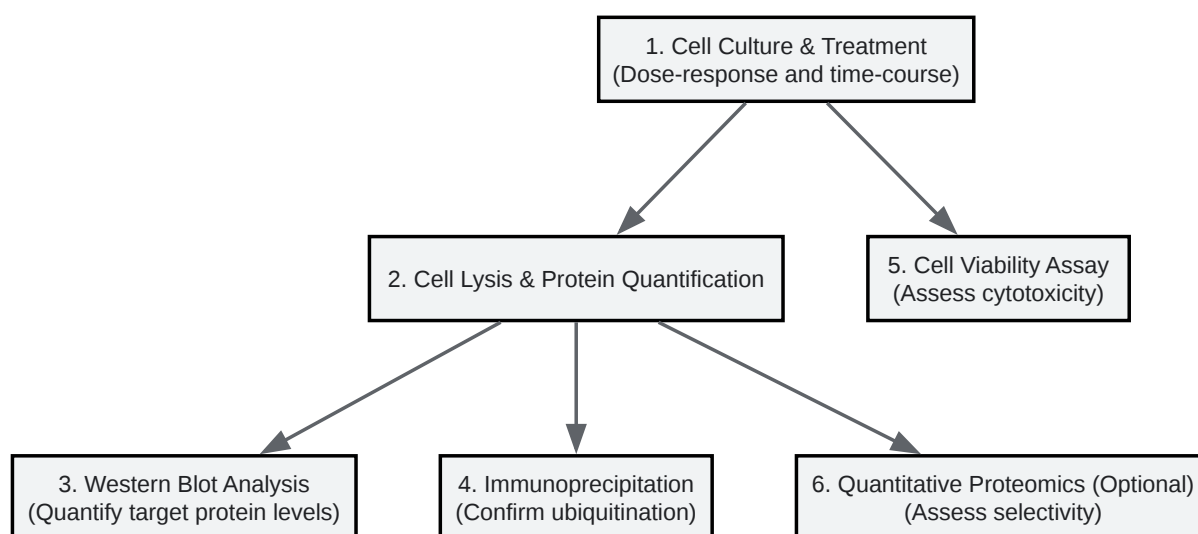 1. Cell Culture & Treatment
(Dose-response and time-course)
2. Cell Lysis & Protein Quantification
5. Cell Viability Assay
(Assess cytotoxicity)
3. Western Blot Analysis
(Quantify target protein levels)
4. Immunoprecipitation
(Confirm ubiquitination)
6. Quantitative Proteomics (Optional)
(Assess selectivity)